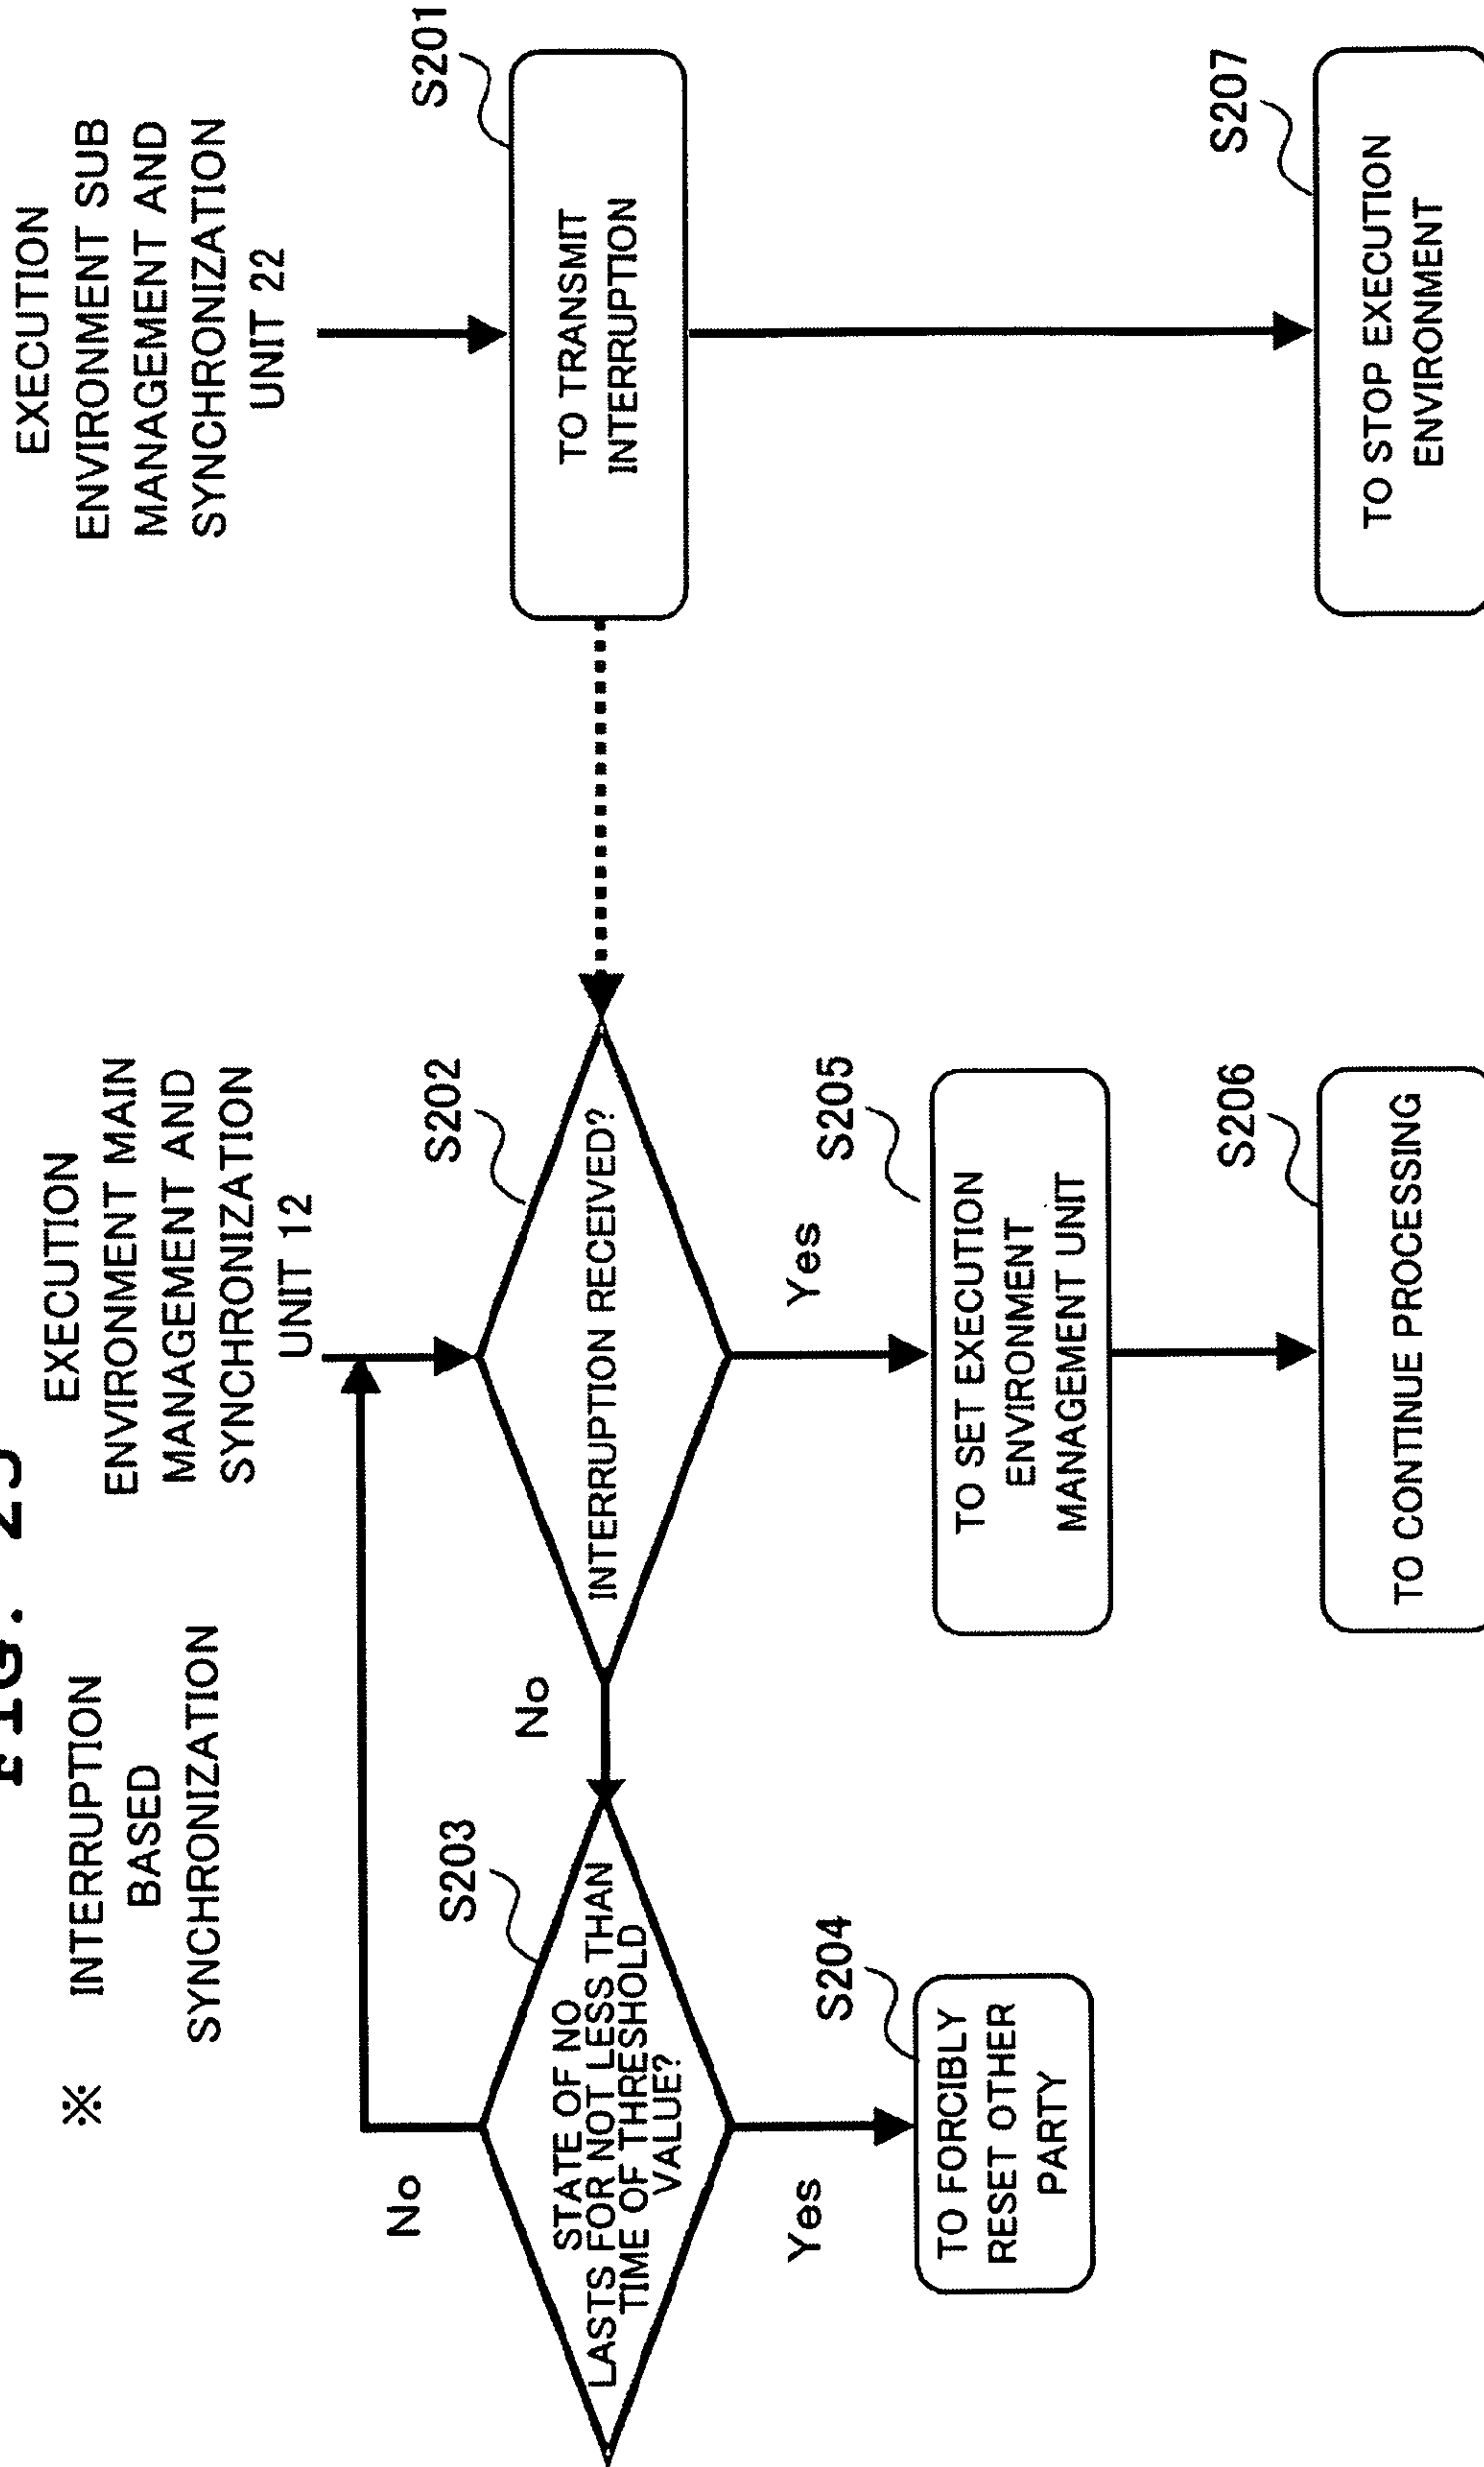 FIG. 25
※ INTERRUPTION
BASED
SYNCHRONIZATION
EXECUTION
ENVIRONMENT MAIN
MANAGEMENT AND
SYNCHRONIZATION
UNIT 12
EXECUTION
ENVIRONMENT SUB
MANAGEMENT AND
SYNCHRONIZATION
UNIT 22
S201
TO TRANSMIT
INTERRUPTION
S202
INTERRUPTION RECEIVED?
No
Yes
S203
STATE OF NO
LASTS FOR NOT LESS THAN
TIME OF THRESHOLD
VALUE?
No
Yes
S204
TO FORCIBLY
RESET OTHER
PARTY
S205
TO SET EXECUTION
ENVIRONMENT
MANAGEMENT UNIT
S206
TO CONTINUE PROCESSING
S207
TO STOP EXECUTION
ENVIRONMENT